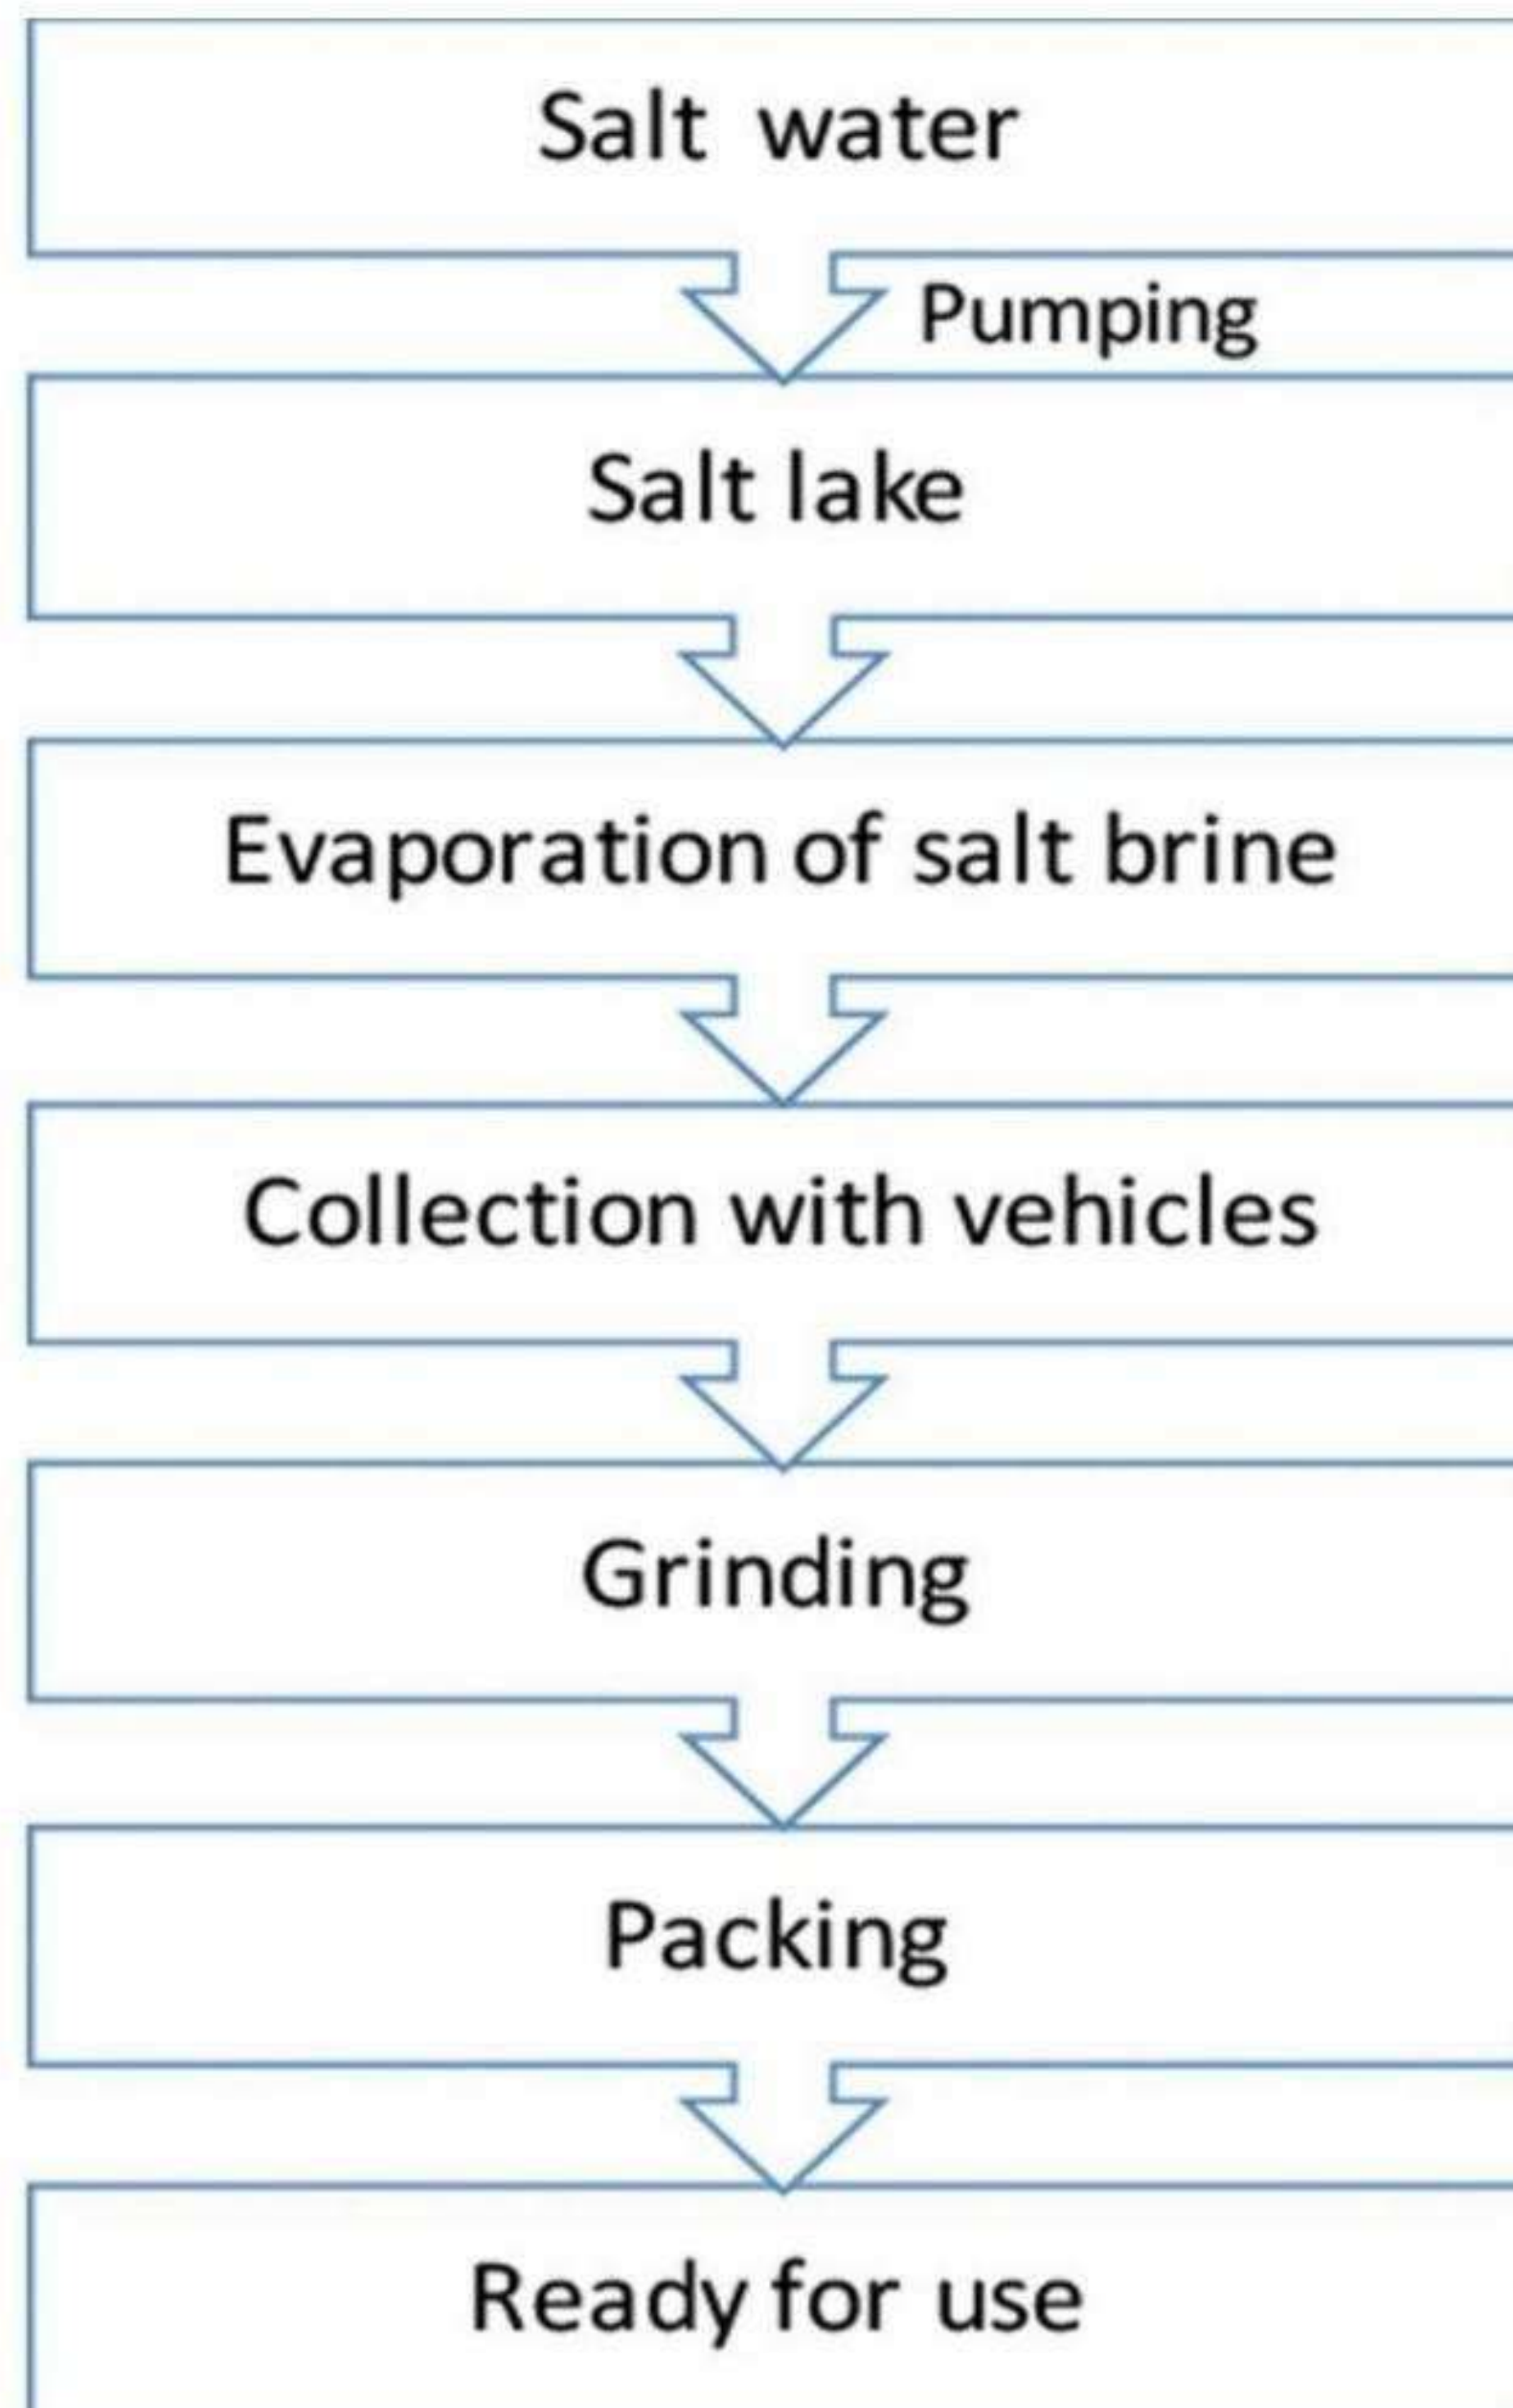 Salt water
Pumping
Salt lake
Evaporation of salt brine
Collection with vehicles
Grinding
Packing
Ready for use